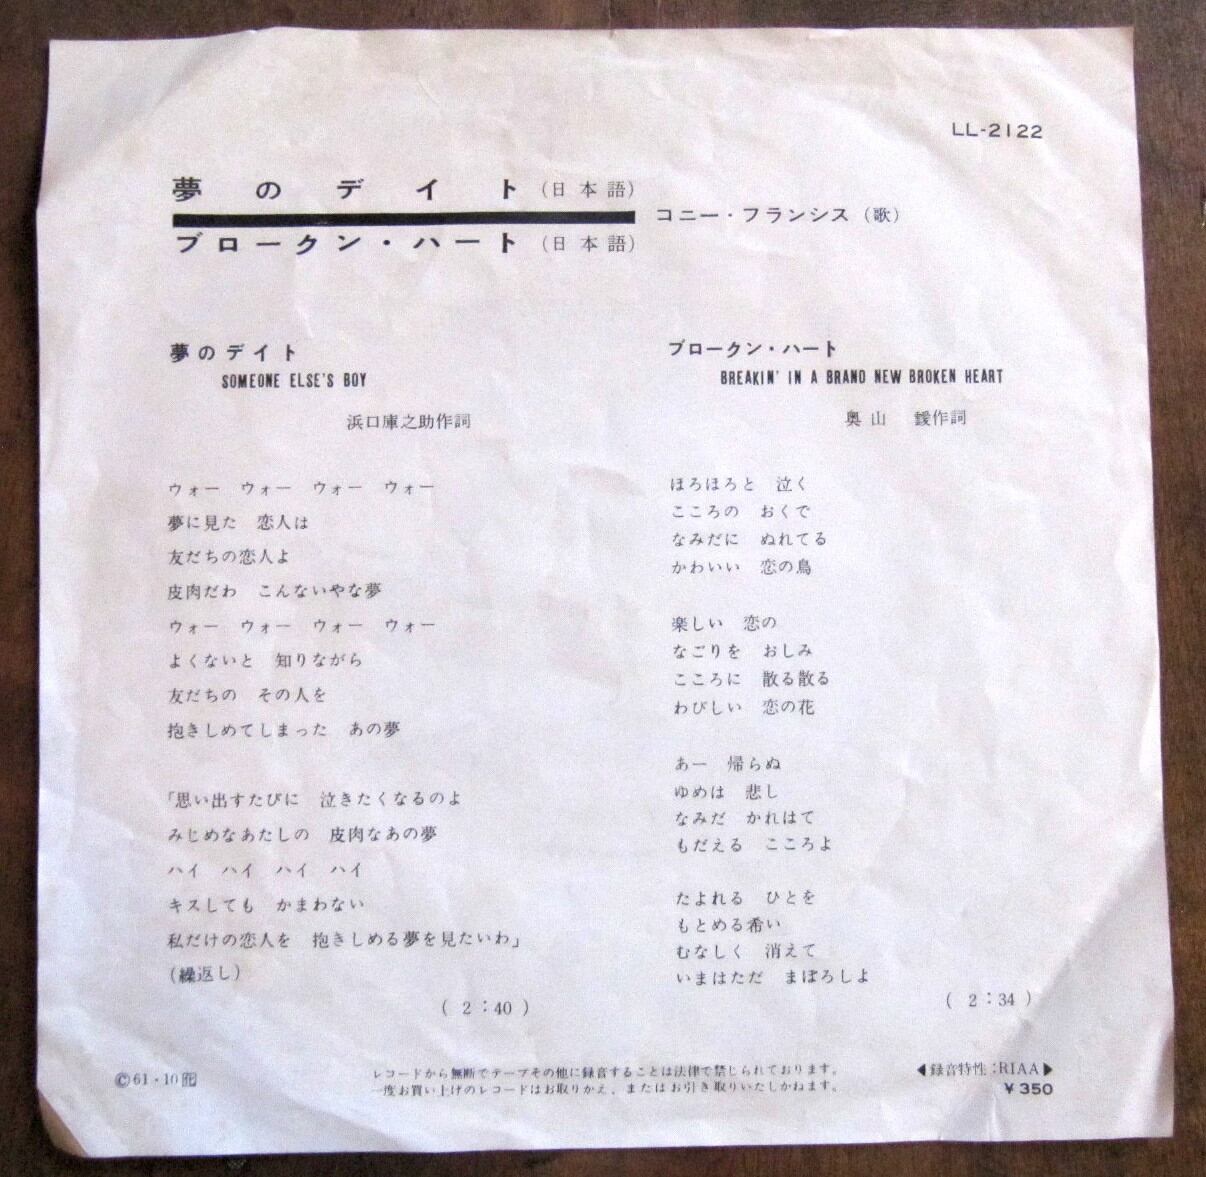 LL-2122
夢のデイト（日本語）
コニー・フランシス（歌）
ブロークン・ハート（日本語）
夢のデイト
SOMEONE ELSE'S BOY
浜口庫之助作詞
ウォー　ウォー　ウォー　ウォー
夢に見た　恋人は
友だちの恋人よ
皮肉だわ　こんないやな夢
ウォー　ウォー　ウォー　ウォー
よくないと　知りながら
友だちの　その人を
抱きしめてしまった　あの夢
「思い出すたびに　泣きたくなるのよ
みじめなあたしの　皮肉なあの夢
ハイ　ハイ　ハイ　ハイ
キスしても　かまわない
私だけの恋人を　抱きしめる夢を見たいわ」
（繰返し）
（ 2：40 ）
ブロークン・ハート
BREAKIN' IN A BRAND NEW BROKEN HEART
奥山　靉作詞
ほろほろと　泣く
こころの　おくで
なみだに　ぬれてる
かわいい　恋の鳥
楽しい　恋の
なごりを　おしみ
こころに　散る散る
わびしい　恋の花
あー　帰らぬ
ゆめは　悲し
なみだ　かれはて
もだえる　こころよ
たよれる　ひとを
もとめる希い
むなしく　消えて
いまはただ　まぼろしよ
（ 2：34 ）
Ⓒ61・10
レコードから無断でテープその他に録音することは法律で禁じられております。
一度お買い上げのレコードはお取りかえ、またはお引き取りいたしかねます。
◀録音特性：RIAA▶
￥350